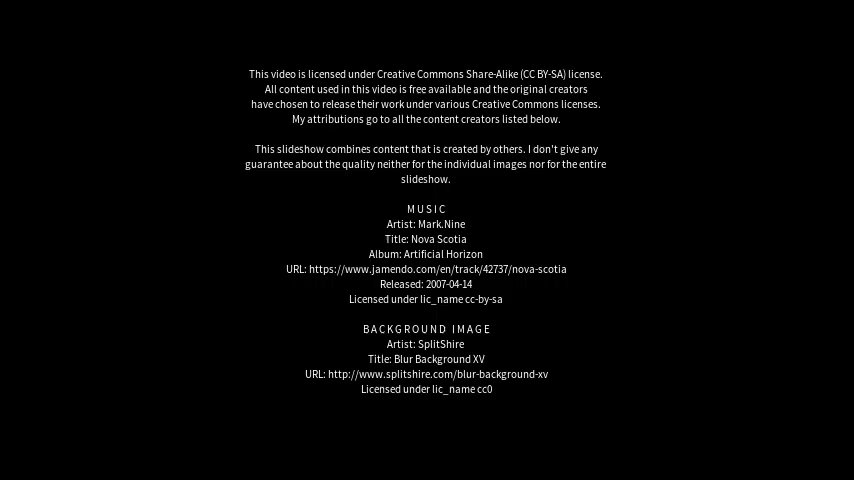 This video is licensed under Creative Commons Share-Alike (CC BY-SA) license.
All content used in this video is free available and the original creators
have chosen to release their work under various Creative Commons licenses.
My attributions go to all the content creators listed below.
This slideshow combines content that is created by others. I don't give any
guarantee about the quality neither for the individual images nor for the entire
slideshow.
MUSIC
Artist: Mark.Nine
Title: Nova Scotia
Album: Artificial Horizon
URL: https://www.jamendo.com/en/track/42737/nova-scotia
Released: 2007-04-14
Licensed under lic_name cc-by-sa
BACKGROUND IMAGE
Artist: SplitShire
Title: Blur Background XV
URL: http://www.splitshire.com/blur-background-xv
Licensed under lic_name cc0